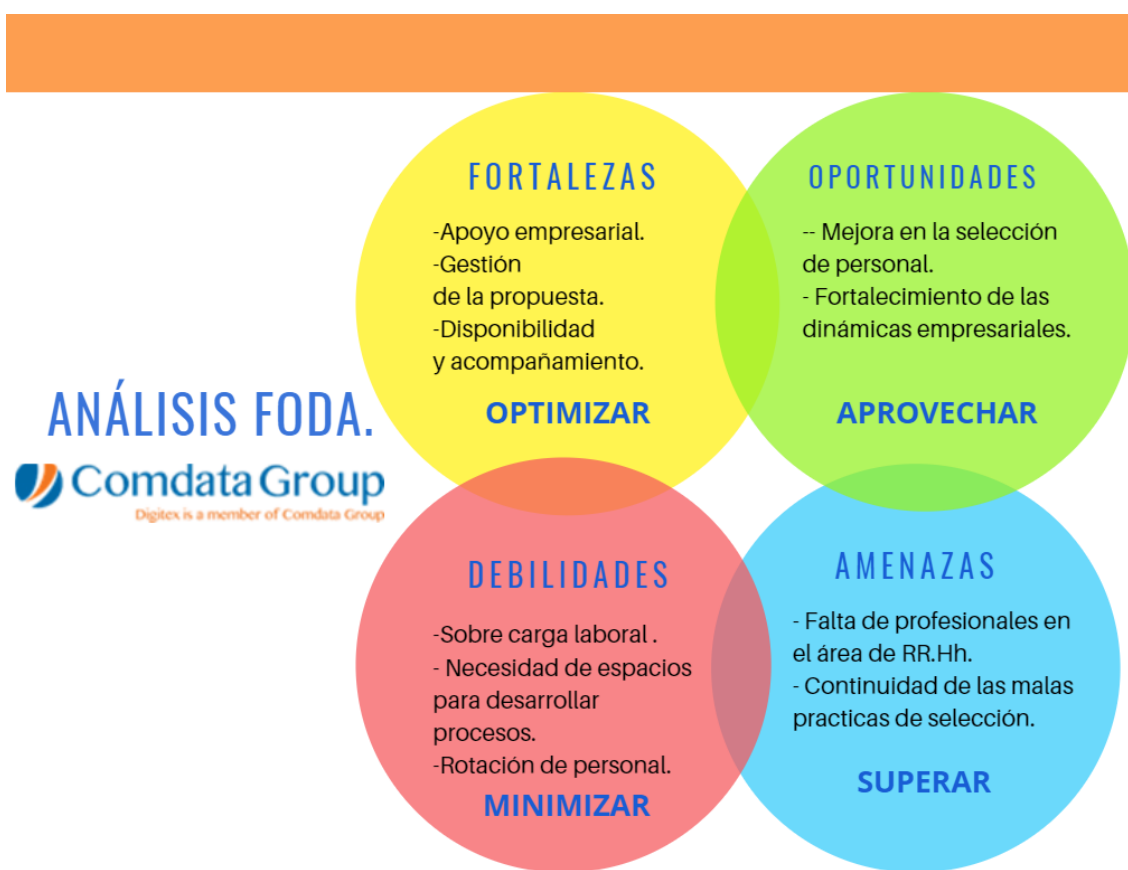 ANÁLISIS FODA.
Comdata Group
Digitex is a member of Comdata Group
FORTALEZAS
-Apoyo empresarial.
-Gestión
de la propuesta.
-Disponibilidad
y acompañamiento.
OPTIMIZAR
OPORTUNIDADES
-- Mejora en la selección
de personal.
- Fortalecimiento de las
dinámicas empresariales.
APROVECHAR
DEBILIDADES
-Sobre carga laboral .
- Necesidad de espacios
para desarrollar
procesos.
-Rotación de personal.
MINIMIZAR
AMENAZAS
- Falta de profesionales en
el área de RR.Hh.
- Continuidad de las malas
practicas de selección.
SUPERAR